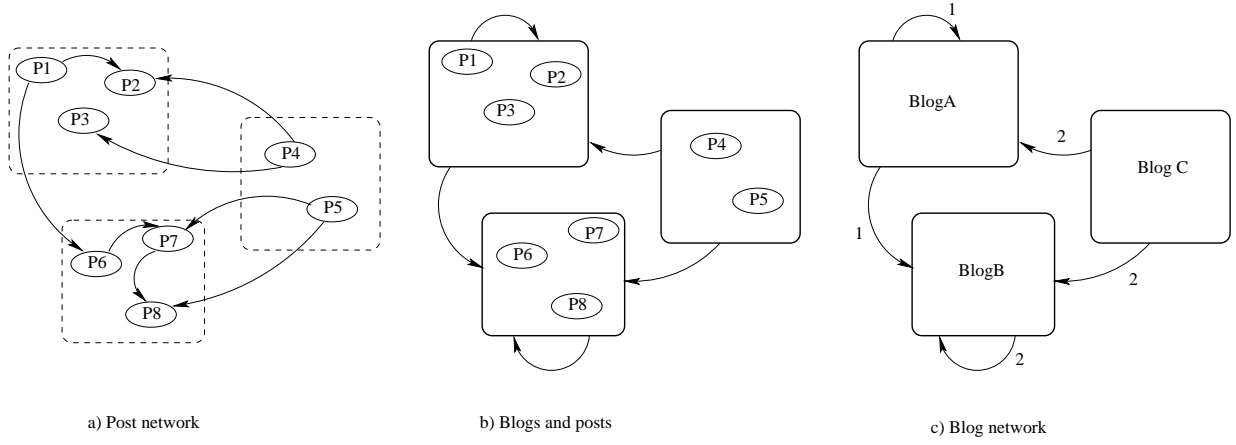 P1
P2
P3
P4
P5
P6
P7
P8
a) Post network
P1
P2
P3
P4
P5
P6
P7
P8
b) Blogs and posts
1
BlogA
2
Blog C
1
BlogB
2
2
c) Blog network